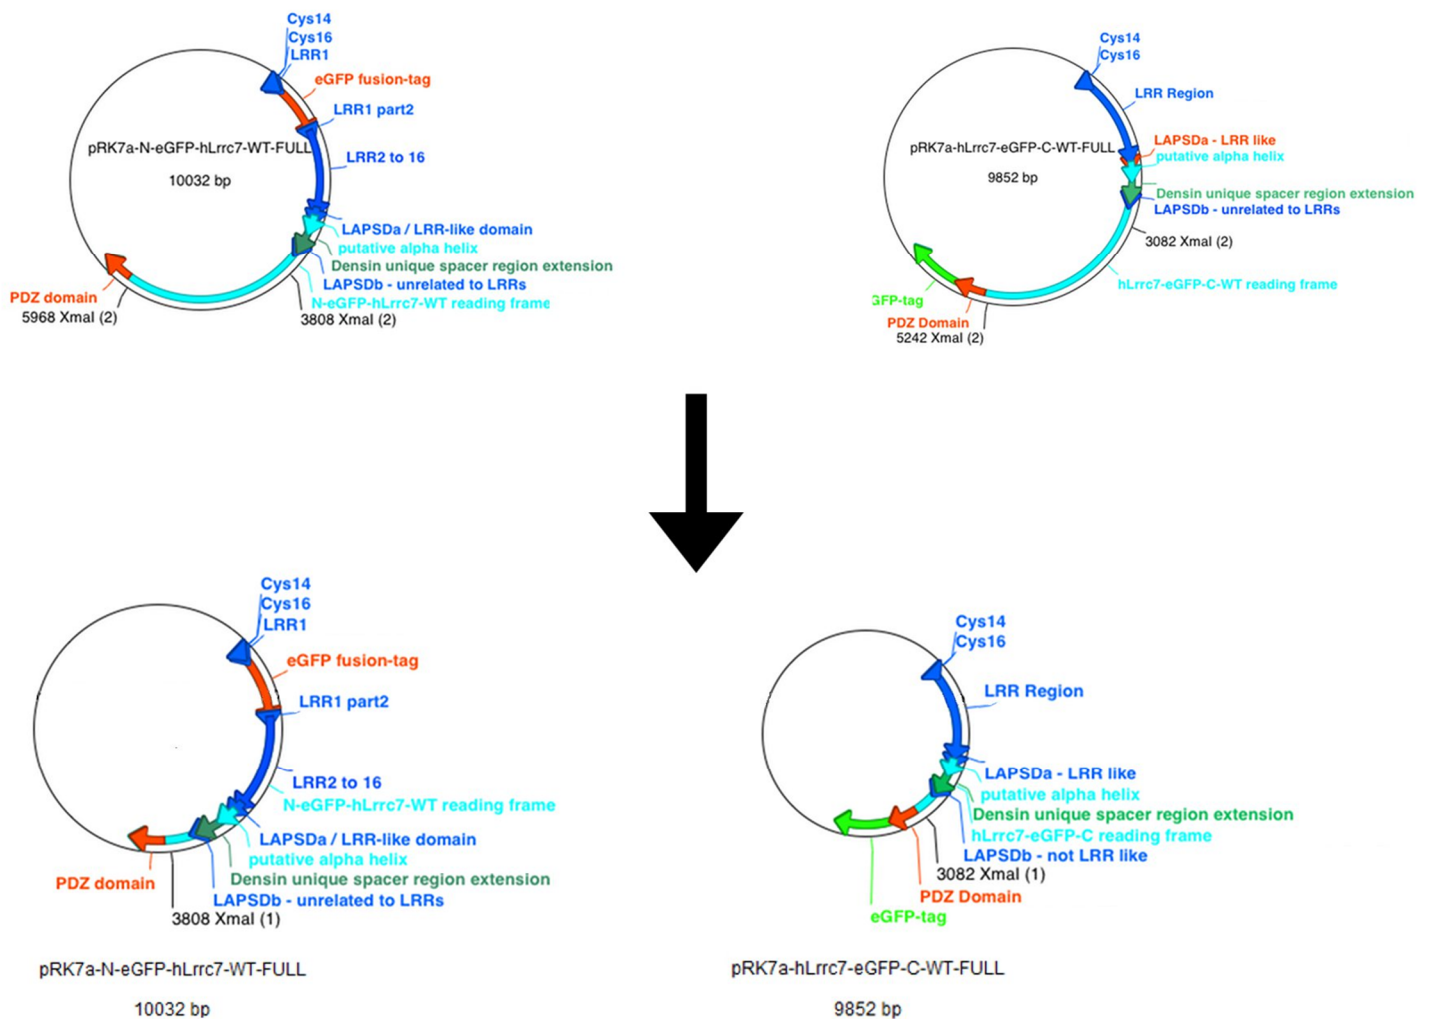 Cys14
Cys16
LRR1
eGFP fusion-tag
LRR1 part2
pRK7a-N-eGFP-hLrrc7-WT-FULL
LRR2 to 16
10032 bp
LAPSDa / LRR-like domain
putative alpha helix
Densin unique spacer region extension
LAPSDb - unrelated to LRRs
N-eGFP-hLrrc7-WT reading frame
PDZ domain
5968 XmaI (2)
3808 XmaI (2)
Cys14
Cys16
LRR Region
LAPSDa - LRR like
pRK7a-hLrrc7-eGFP-C-WT-FULL
putative alpha helix
9852 bp
Densin unique spacer region extension
LAPSDb - unrelated to LRRs
3082 XmaI (2)
hLrrc7-eGFP-C-WT reading frame
GFP-tag
PDZ Domain
5242 XmaI (2)
Cys14
Cys16
LRR1
eGFP fusion-tag
LRR1 part2
LRR2 to 16
N-eGFP-hLrrc7-WT reading frame
LAPSDa / LRR-like domain
putative alpha helix
PDZ domain
Densin unique spacer region extension
LAPSDb - unrelated to LRRs
3808 XmaI (1)
pRK7a-N-eGFP-hLrrc7-WT-FULL
10032 bp
Cys14
Cys16
LRR Region
LAPSDa - LRR like
putative alpha helix
Densin unique spacer region extension
hLrrc7-eGFP-C reading frame
LAPSDb - not LRR like
3082 XmaI (1)
PDZ Domain
eGFP-tag
pRK7a-hLrrc7-eGFP-C-WT-FULL
9852 bp